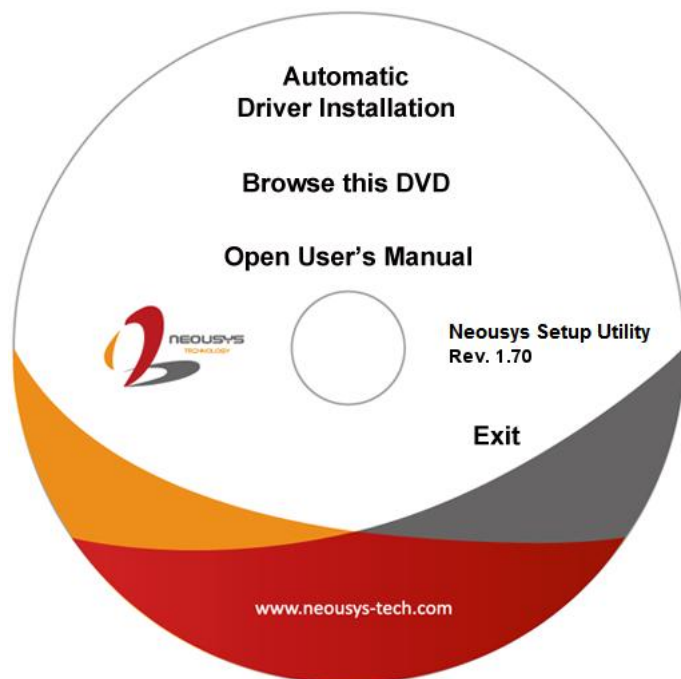 Automatic
Driver Installation
Browse this DVD
Open User's Manual
NEOUSYS
TECHNOLOGY
Neousys Setup Utility
Rev. 1.70
Exit
www.neousys-tech.com